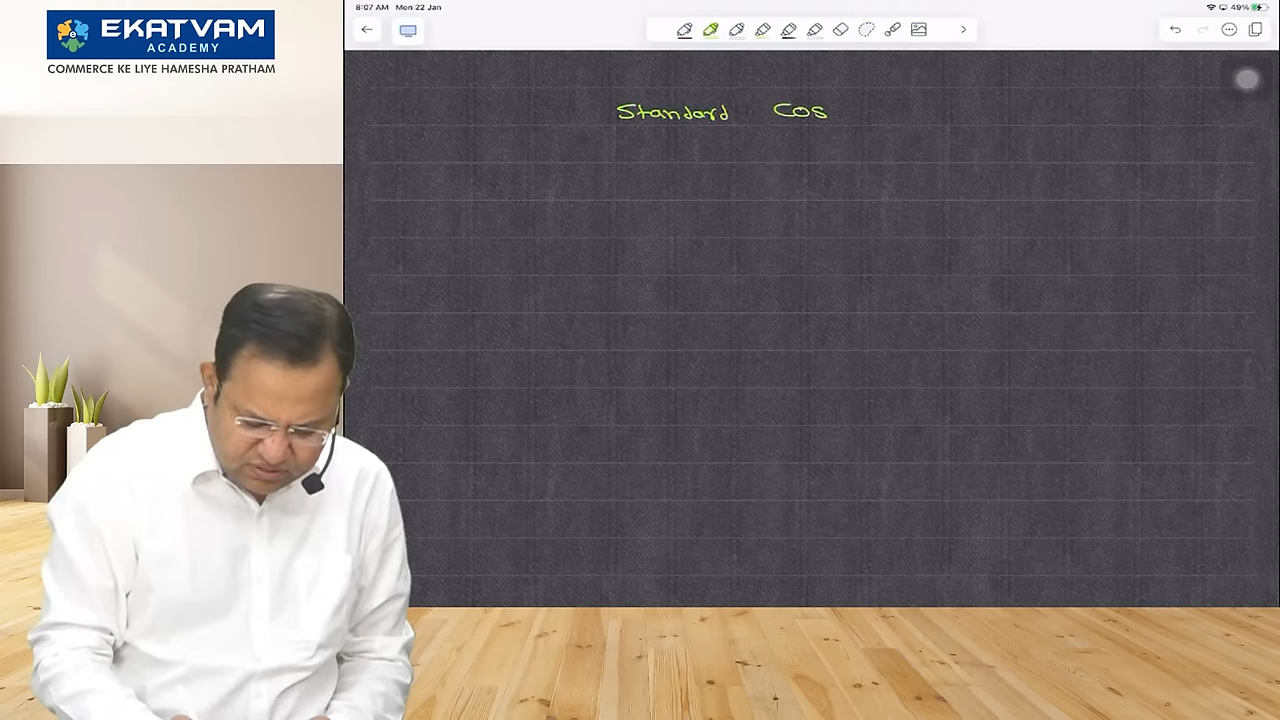 EKATVAM
ACADEMY
COMMERCE KE LIYE HAMESHA PRATHAM
8:07 AM Mon 22 Jan
49%
Standard Cos